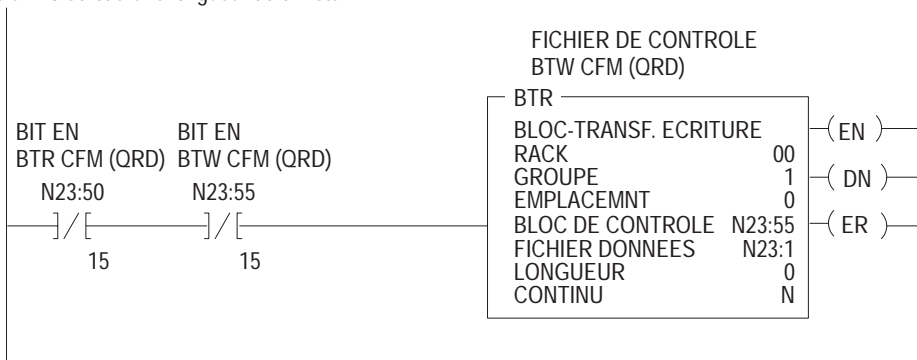 FICHIER DE CONTROLE
BTW CFM (QRD)
BTR
BIT EN BIT EN
BTR CFM (QRD) BTW CFM (QRD)
N23:50 N23:55
]/[ ]/[
15 15
BLOC-TRANSF. ECRITURE
RACK 00
GROUPE 1
EMPLACEMNT 0
BLOC DE CONTROLE N23:55
FICHIER DONNEES N23:1
LONGUEUR 0
CONTINU N
(EN)
(DN)
(ER)